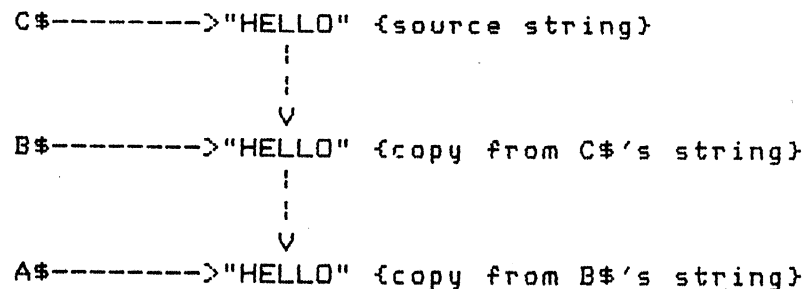 C$-------->"HELLO" {source string}
¦
¦
V
B$-------->"HELLO" {copy from C$'s string}
¦
¦
V
A$-------->"HELLO" {copy from B$'s string}